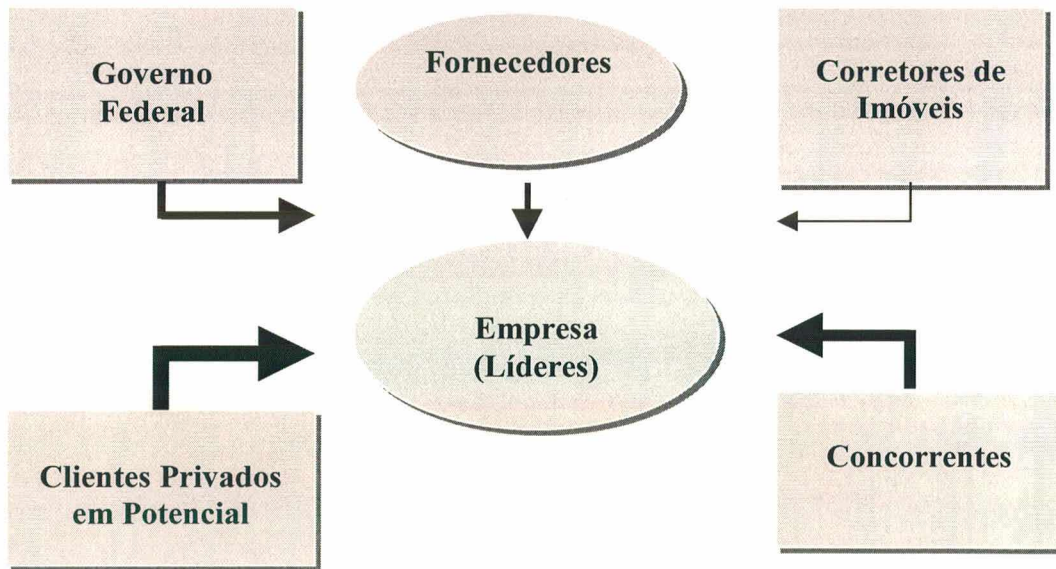 Governo
Federal
Fornecedores
Corretores de
Imóveis
Empresa
(Líderes)
Clientes Privados
em Potencial
Concorrentes